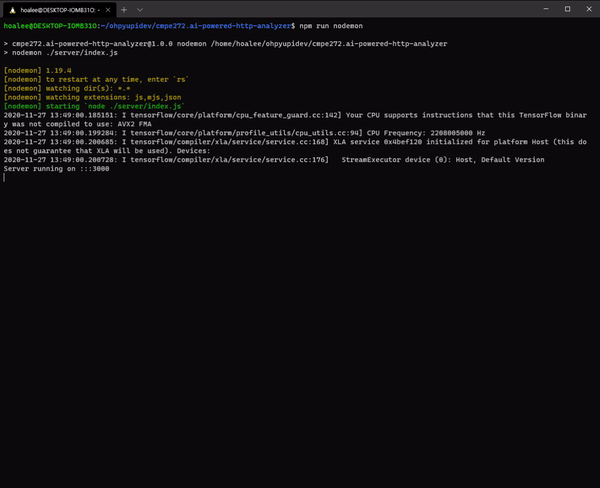 hoalee@DESKTOP-IOMB31O: ~
hoalee@DESKTOP-IOMB31O:~/ohpyupidev/cmpe272.ai-powered-http-analyzer$ npm run nodemon
> cmpe272.ai-powered-http-analyzer@1.0.0 nodemon /home/hoalee/ohpyupidev/cmpe272.ai-powered-http-analyzer
> nodemon ./server/index.js
[nodemon] 1.19.4
[nodemon] to restart at any time, enter `rs`
[nodemon] watching dir(s): *.*
[nodemon] watching extensions: js,mjs,json
[nodemon] starting `node ./server/index.js`
2020-11-27 13:49:00.185151: I tensorflow/core/platform/cpu_feature_guard.cc:142] Your CPU supports instructions that this TensorFlow binar
y was not compiled to use: AVX2 FMA
2020-11-27 13:49:00.199284: I tensorflow/core/platform/profile_utils/cpu_utils.cc:94] CPU Frequency: 2208005000 Hz
2020-11-27 13:49:00.200685: I tensorflow/compiler/xla/service/service.cc:168] XLA service 0x4bef120 initialized for platform Host (this do
es not guarantee that XLA will be used). Devices:
2020-11-27 13:49:00.200728: I tensorflow/compiler/xla/service/service.cc:176]   StreamExecutor device (0): Host, Default Version
Server running on :::3000